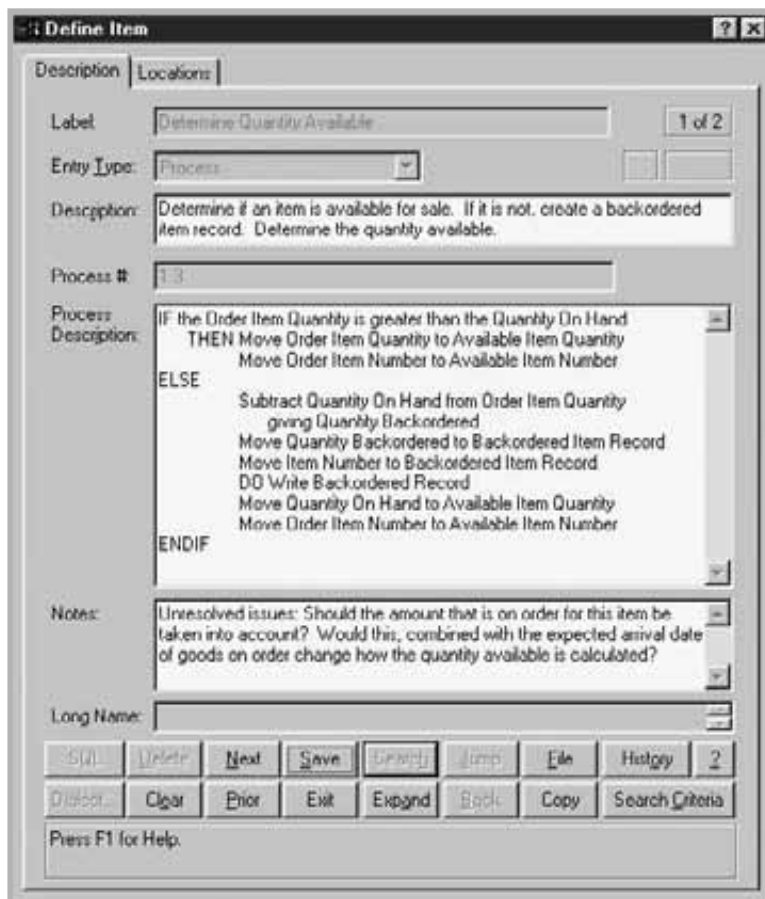 Define Item
Description Locations
Label Determine Quantity Available 1 of 2
Entry Type: Process
Description: Determine if an item is available for sale. If it is not, create a backordered
item record. Determine the quantity available.
Process # 1.3
Process
Description:
IF the Order Item Quantity is greater than the Quantity On Hand
THEN Move Order Item Quantity to Available Item Quantity
Move Order Item Number to Available Item Number
ELSE
Subtract Quantity On Hand from Order Item Quantity
giving Quantity Backordered
Move Quantity Backordered to Backordered Item Record
Move Item Number to Backordered Item Record
DO Write Backordered Record
Move Quantity On Hand to Available Item Quantity
Move Order Item Number to Available Item Number
ENDIF
Notes: Unresolved issues: Should the amount that is on order for this item be
taken into account? Would this, combined with the expected arrival date
of goods on order change how the quantity available is calculated?
Long Name:
SQL Delete Next Save Search Jump File History ?
Dialect... Clear Prior Exit Expand Back Copy Search Criteria
Press F1 for Help.